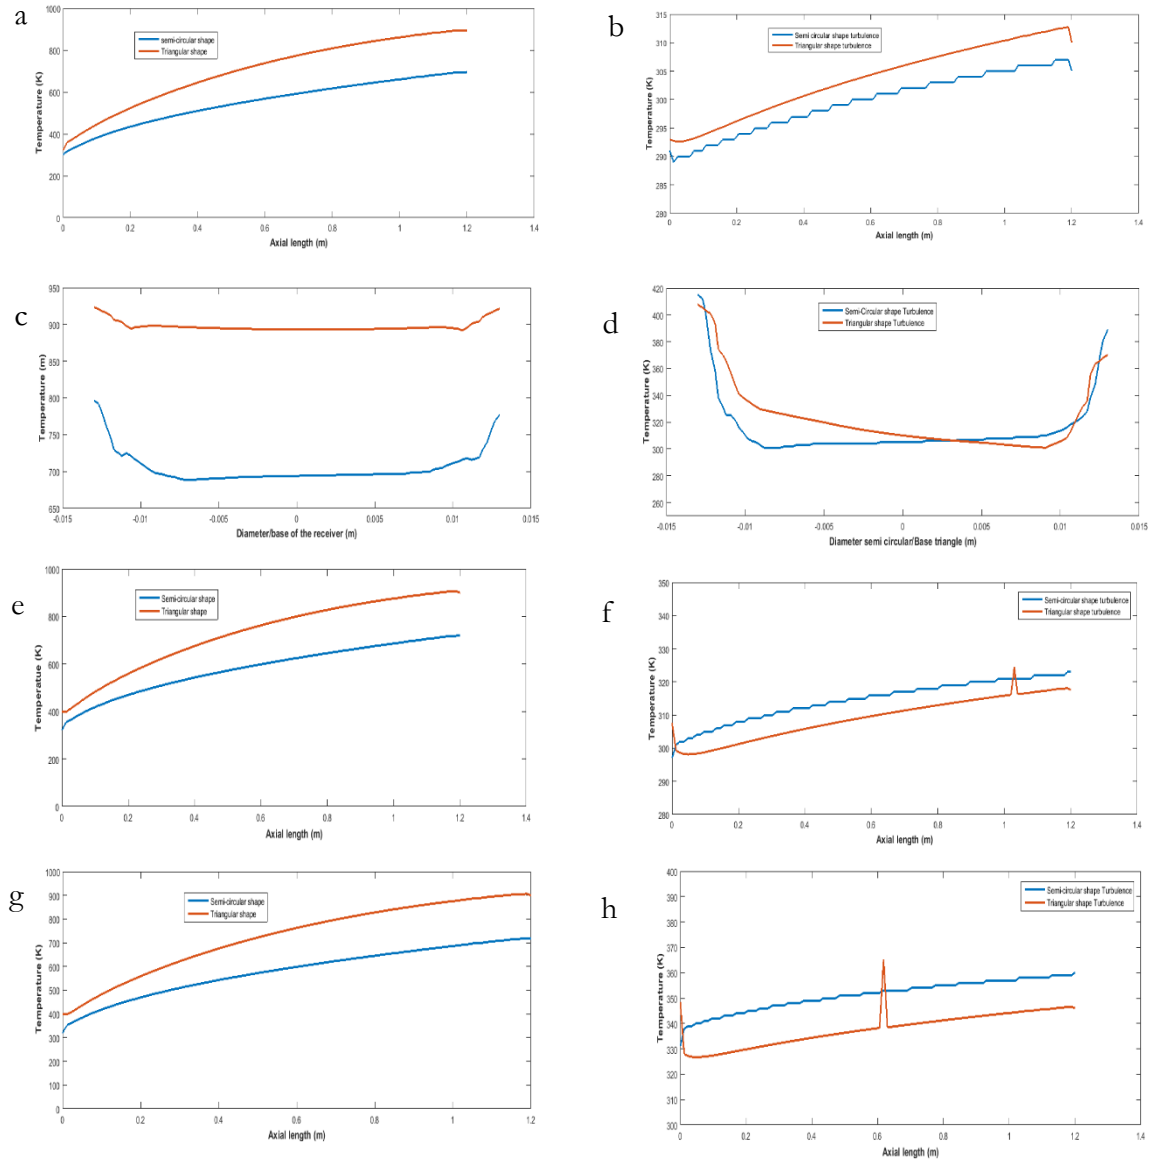 a
1000
800
600
400
200
0
Temperature (K)
semi-circular shape
Triangular shape
0 0.2 0.4 0.6 0.8 1 1.2 1.4
Axial length (m)
b
315
310
305
300
295
290
285
280
Temperature (K)
Semi circular shape turbulence
Triangular shape turbulence
0 0.2 0.4 0.6 0.8 1 1.2 1.4
Axial length (m)
c
950
900
850
800
750
700
650
Temperature (m)
-0.015 -0.01 -0.005 0 0.005 0.01 0.015
Diameter/base of the receiver (m)
d
420
400
380
360
340
320
300
280
260
Temperature (K)
Semi-Circular shape Turbulence
Triangular shape Turbulence
-0.015 -0.01 -0.005 0 0.005 0.01 0.015
Diameter semi circular/Base triangle (m)
e
1000
800
600
400
200
0
Temperatue (K)
Semi-circular shape
Triangular shape
0 0.2 0.4 0.6 0.8 1 1.2 1.4
Axial length (m)
f
350
340
330
320
310
300
290
280
Temperature (K)
Semi-circular shape turbulence
Triangular shape turbulence
0 0.2 0.4 0.6 0.8 1 1.2 1.4
Axial length (m)
g
1000
900
800
700
600
500
400
300
200
100
0
Temperature (K)
Semi-circular shape
Triangular shape
0 0.2 0.4 0.6 0.8 1 1.2
Axial length (m)
h
400
390
380
370
360
350
340
330
320
310
300
Temperature (K)
Semi-circular shape Turbulence
Triangular shape Turbulence
0 0.2 0.4 0.6 0.8 1 1.2 1.4
Axial length (m)